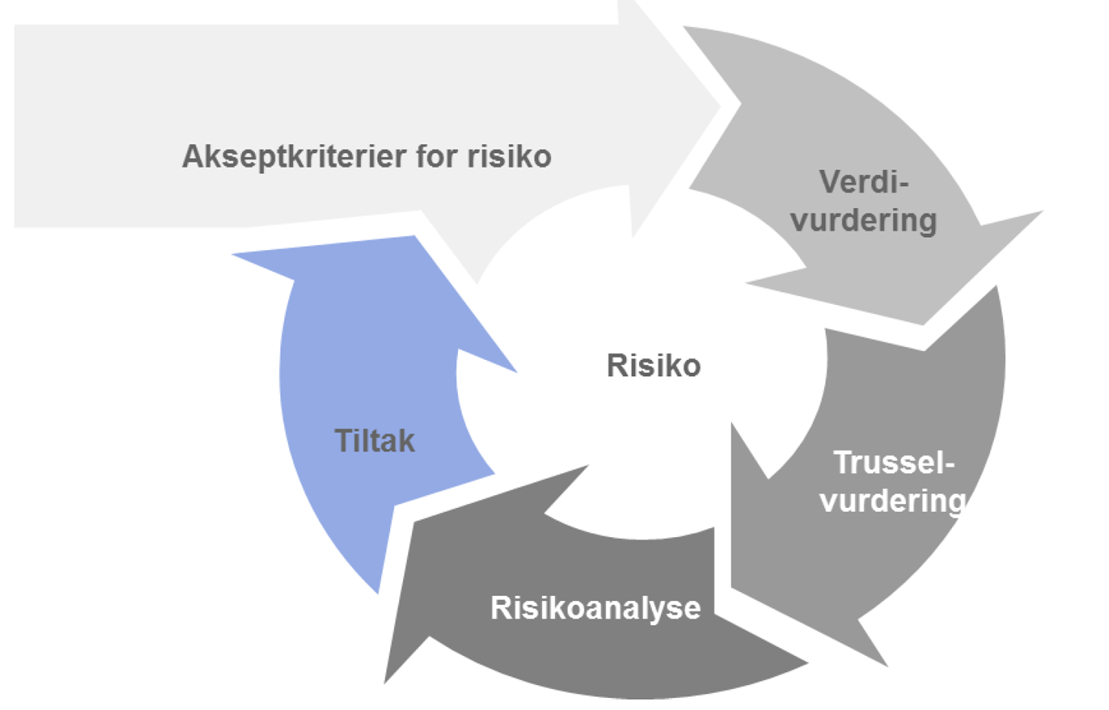 Akseptkriterier for risiko
Verdi-
vurdering
Risiko
Tiltak
Trussel-
vurdering
Risikoanalyse